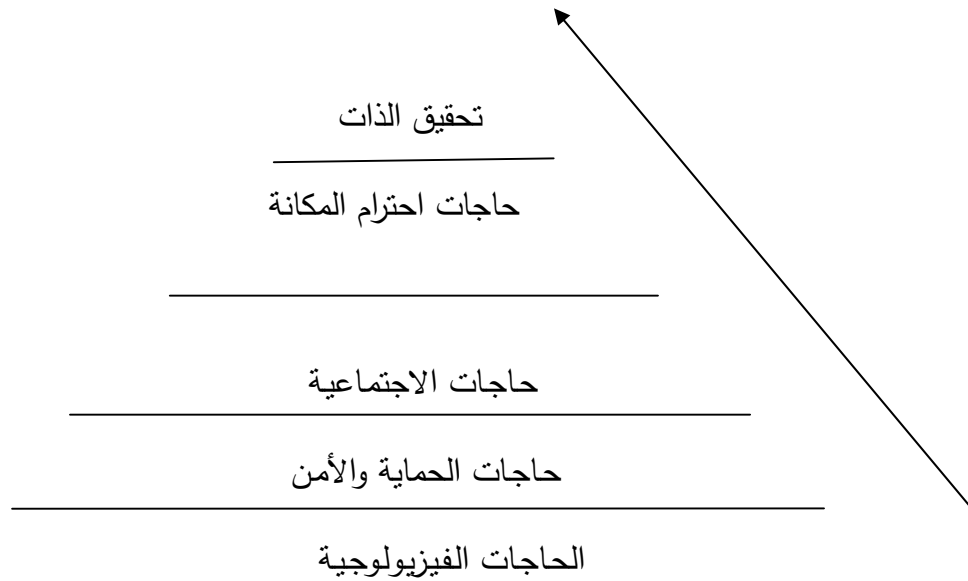 تحقيق الذات
حاجات احترام المكانة
حاجات الاجتماعية
حاجات الحماية والأمن
الحاجات الفيزيولوجية